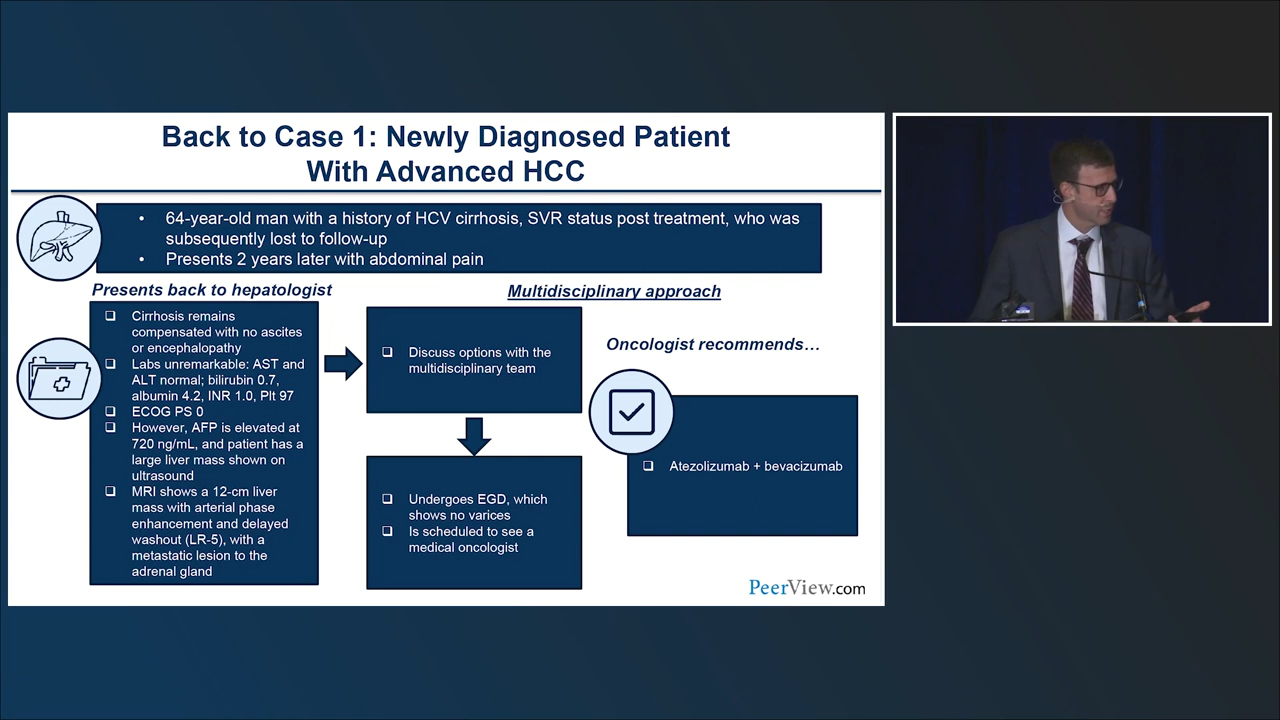 Back to Case 1: Newly Diagnosed Patient
With Advanced HCC
• 64-year-old man with a history of HCV cirrhosis, SVR status post treatment, who was
subsequently lost to follow-up
• Presents 2 years later with abdominal pain
Presents back to hepatologist
❑ Cirrhosis remains
compensated with no ascites
or encephalopathy
❑ Labs unremarkable: AST and
ALT normal; bilirubin 0.7,
albumin 4.2, INR 1.0, Plt 97
❑ ECOG PS 0
❑ However, AFP is elevated at
720 ng/mL, and patient has a
large liver mass shown on
ultrasound
❑ MRI shows a 12-cm liver
mass with arterial phase
enhancement and delayed
washout (LR-5), with a
metastatic lesion to the
adrenal gland
Multidisciplinary approach
❑ Discuss options with the
multidisciplinary team
❑ Undergoes EGD, which
shows no varices
❑ Is scheduled to see a
medical oncologist
Oncologist recommends…
❑ Atezolizumab + bevacizumab
PeerView.com